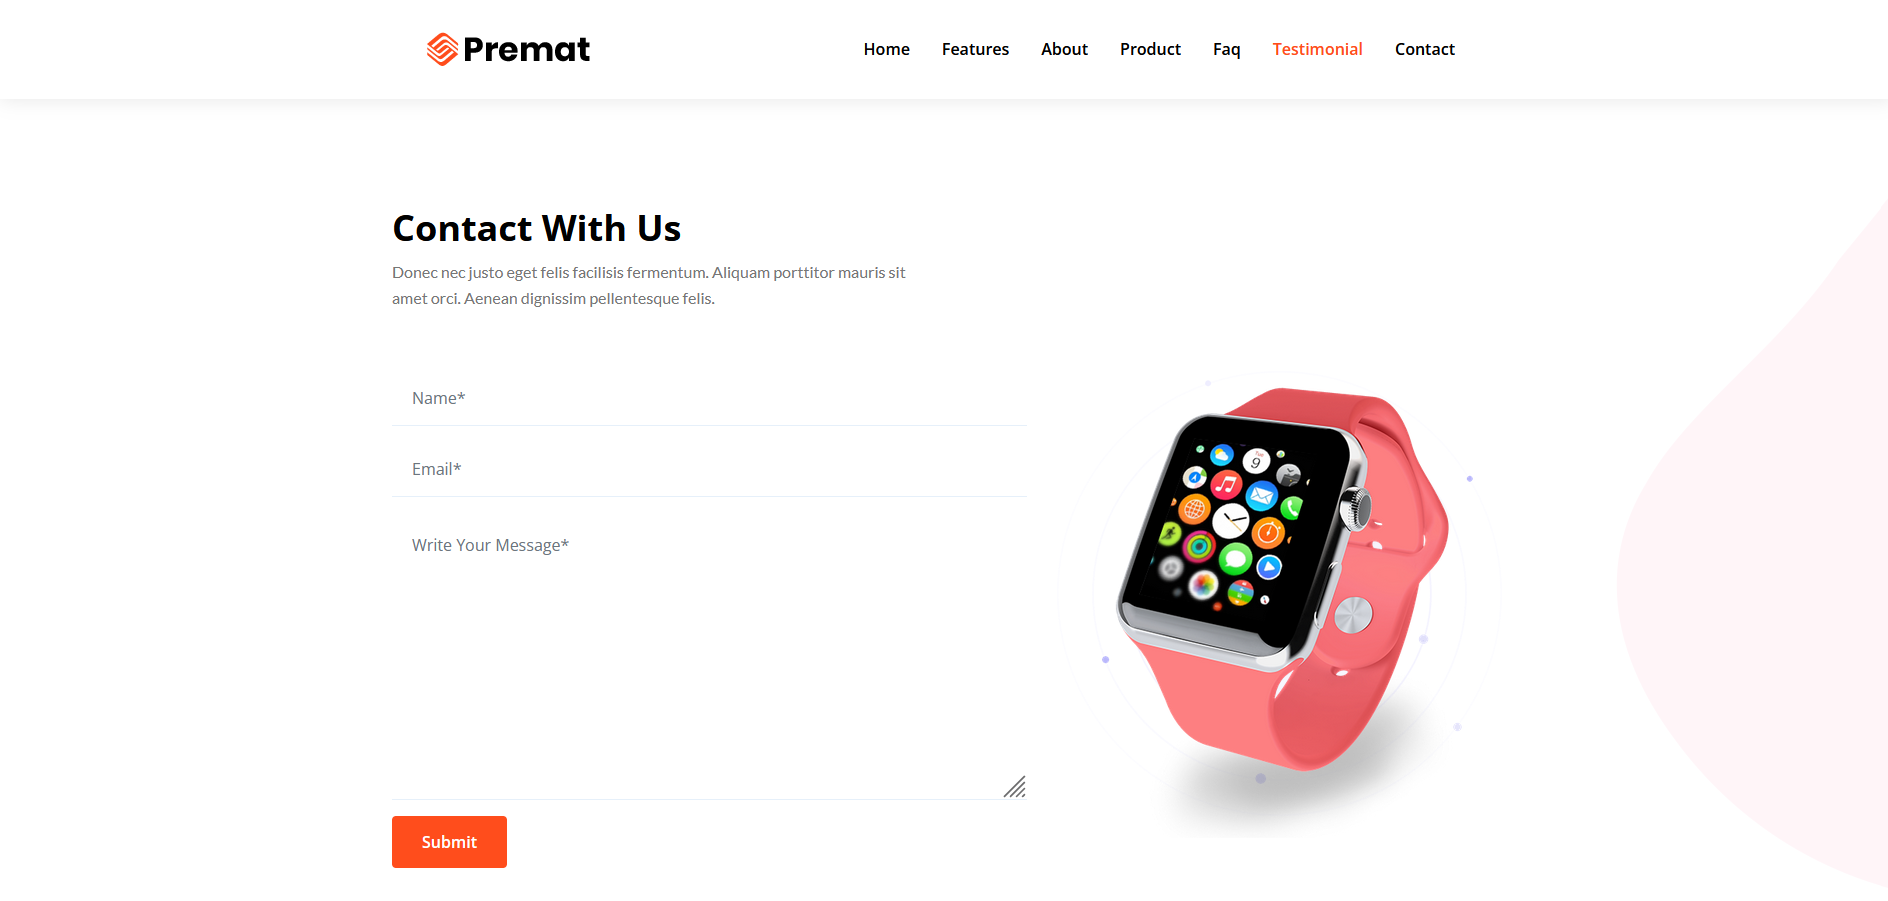 Premat
Home Features About Product Faq Testimonial Contact
Contact With Us
Donec nec justo eget felis facilisis fermentum. Aliquam porttitor mauris sit
amet orci. Aenean dignissim pellentesque felis.
Name*
Email*
Write Your Message*
9
Submit